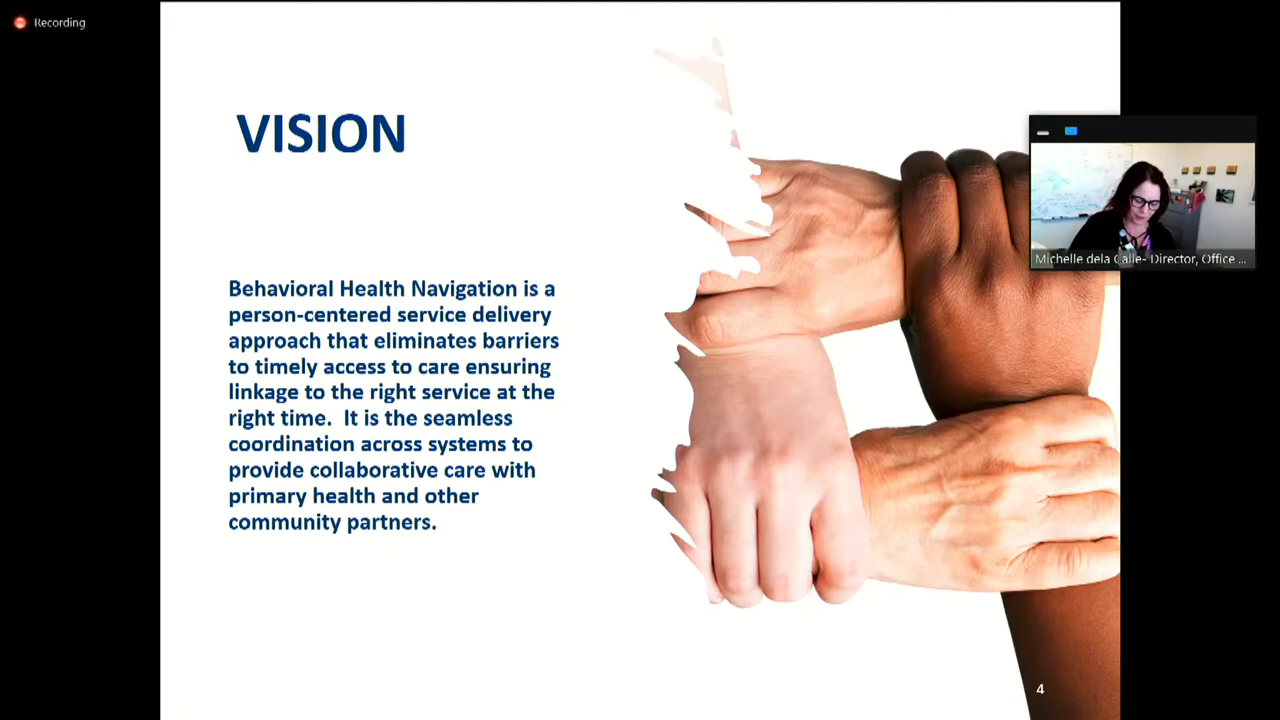 Recording
VISION
Behavioral Health Navigation is a
person-centered service delivery
approach that eliminates barriers
to timely access to care ensuring
linkage to the right service at the
right time.  It is the seamless
coordination across systems to
provide collaborative care with
primary health and other
community partners.
Michelle dela Calle- Director, Office ...
4